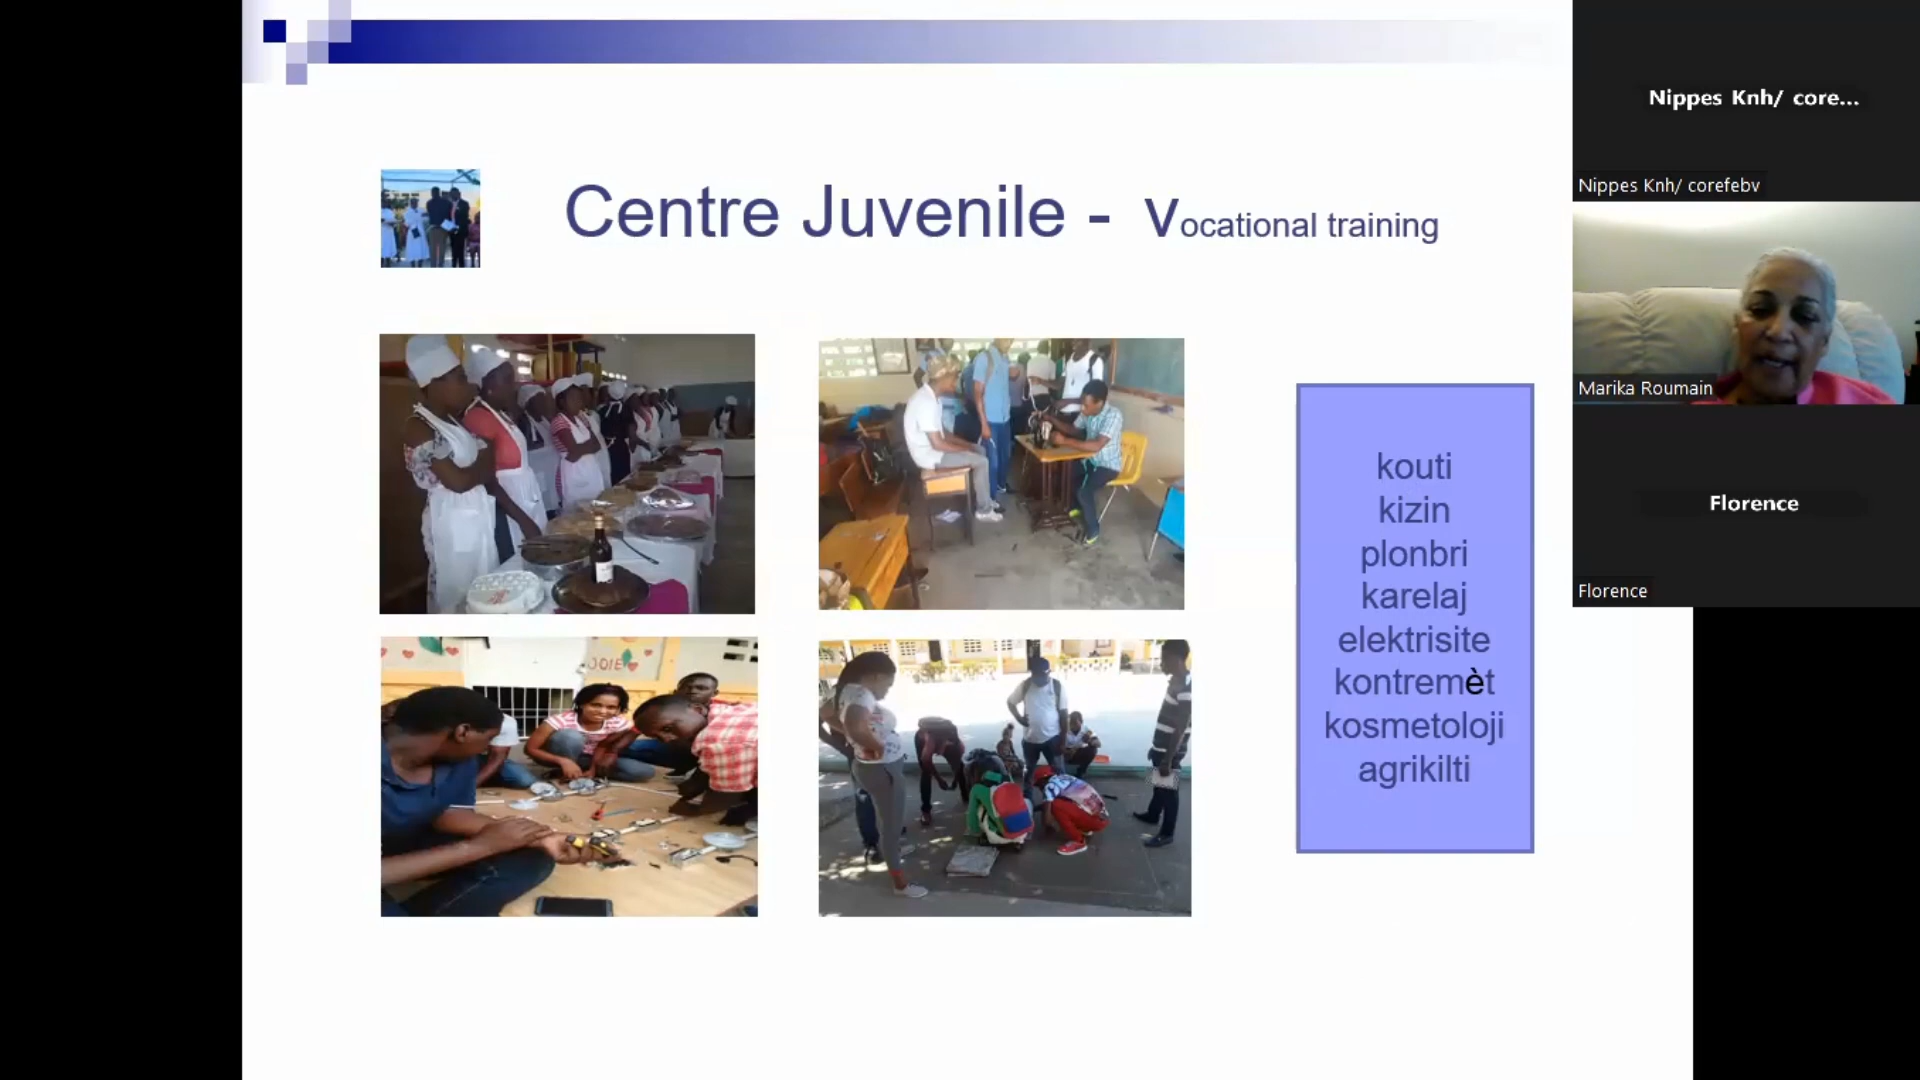 Centre Juvenile - Vocational training
kouti
kizin
plonbri
karelaj
elektrisite
kontremèt
kosmetoloji
agrikilti
Nippes Knh/ core...
Nippes Knh/ corefebv
Marika Roumain
Florence
Florence